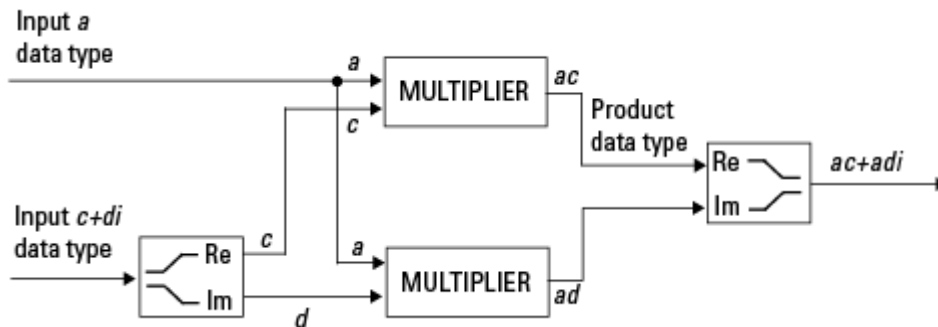 Input a
data type
a
c
MULTIPLIER
ac
Product
data type
Re
Im
ac+adi
Input c+di
data type
Re
Im
c
d
a
MULTIPLIER
ad